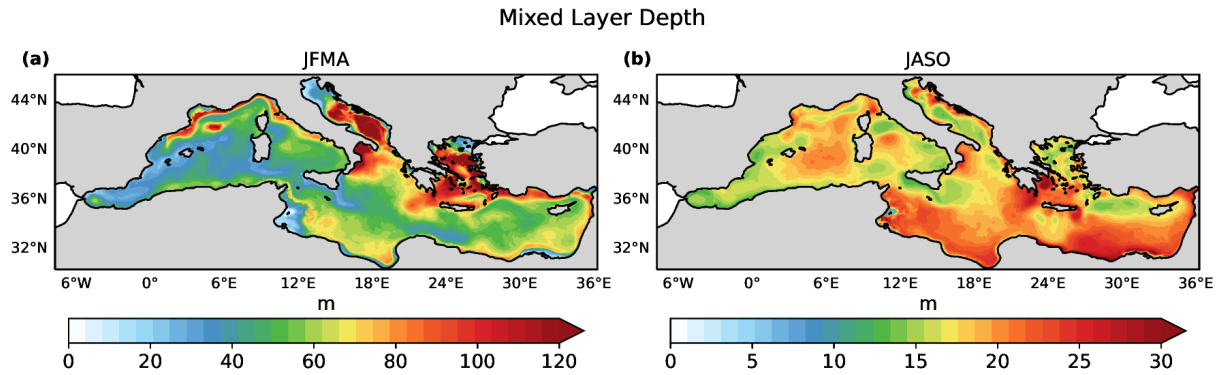 Mixed Layer Depth
(a) JFMA
(b) JASO
44°N
40°N
36°N
32°N
6°W 0° 6°E 12°E 18°E 24°E 30°E 36°E
44°N
40°N
36°N
32°N
6°W 0° 6°E 12°E 18°E 24°E 30°E 36°E
m
0 20 40 60 80 100 120
m
0 5 10 15 20 25 30